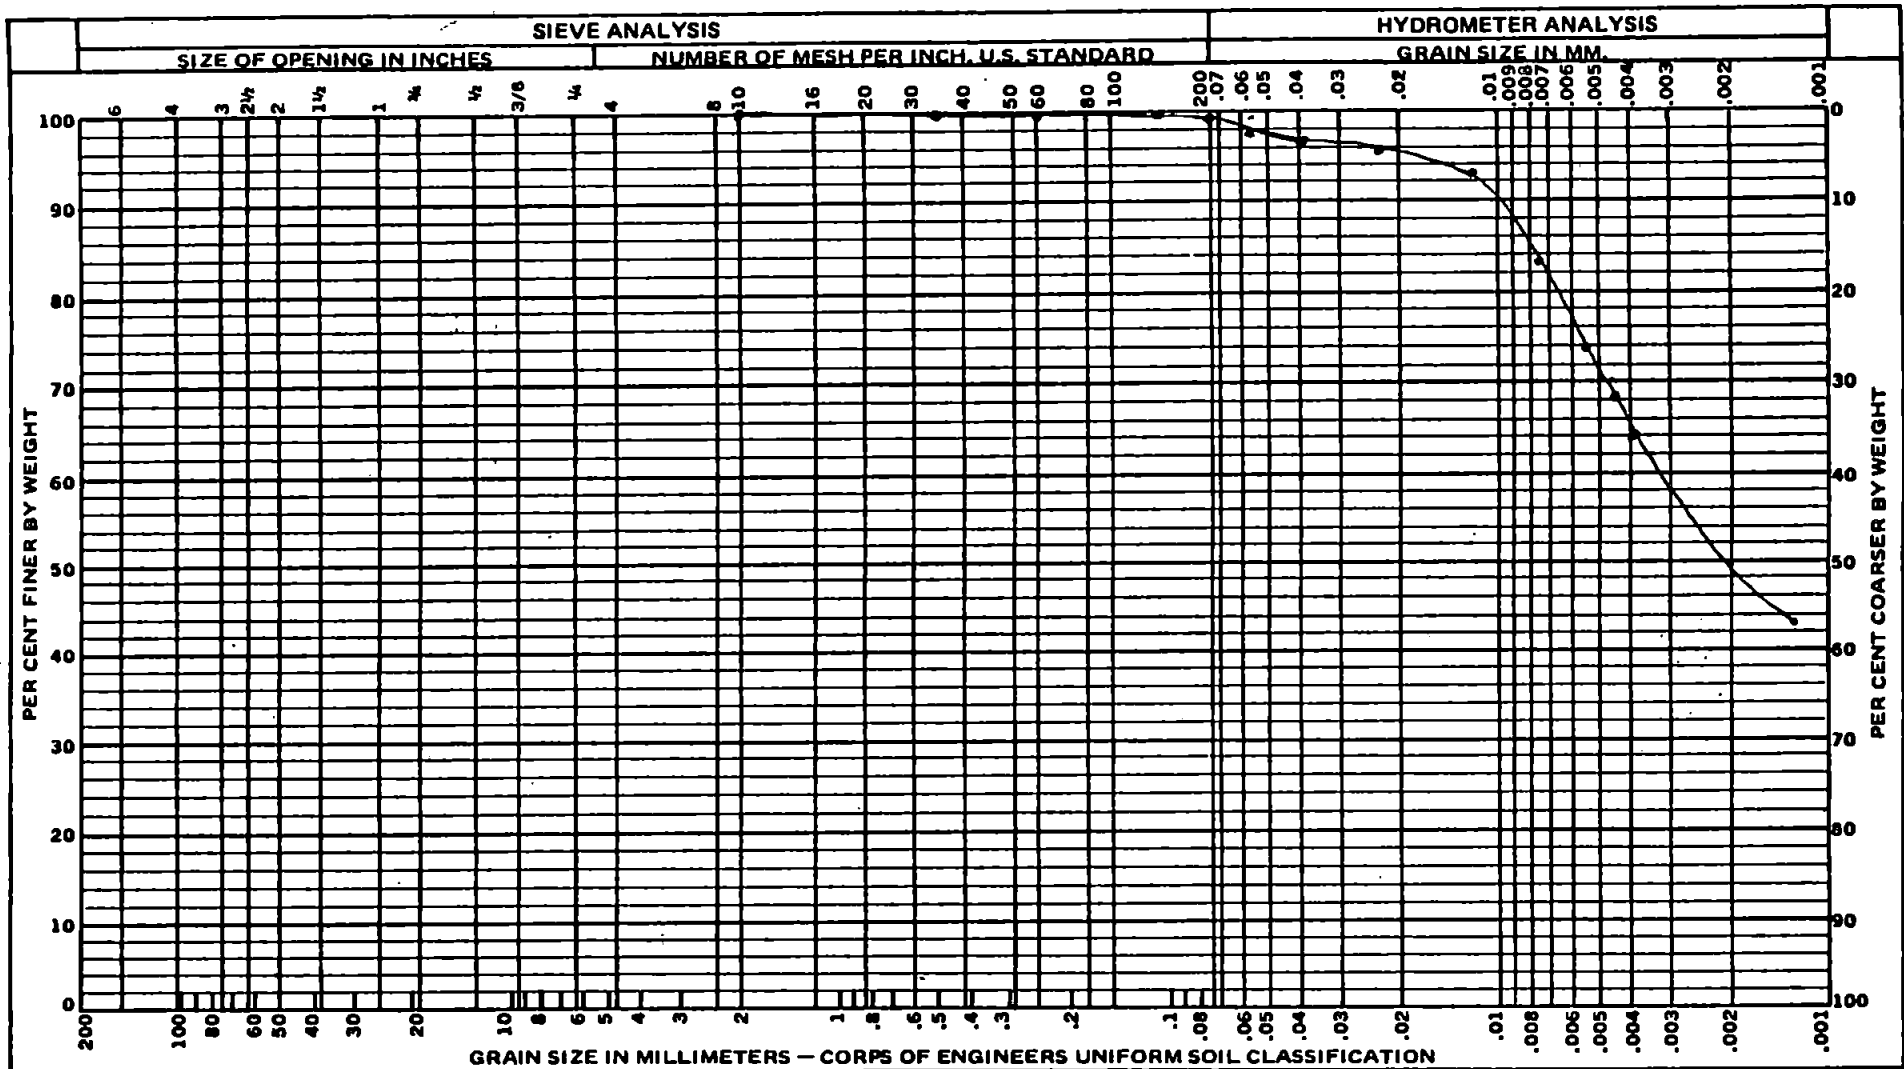 SIEVE ANALYSIS
HYDROMETER ANALYSIS
SIZE OF OPENING IN INCHES
NUMBER OF MESH PER INCH, U.S. STANDARD
GRAIN SIZE IN MM.
6 4 3 2½ 2 1½ 1 ¾ ½ 3/8 ¼ 4 8 10 16 20 30 40 50 60 80 100 200 .07 .06 .05 .04 .03 .02 .01 .009 .008 .007 .006 .005 .004 .003 .002 .001
100 0
90 10
80 20
70 30
60 40
50 50
40 60
30 70
20 80
10 90
0 100
PER CENT FINER BY WEIGHT
PER CENT COARSER BY WEIGHT
200 100 80 60 50 40 30 20 10 8 6 5 4 3 2 1 .8 .6 .5 .4 .3 .2 .1 .08 .06 .05 .04 .03 .02 .01 .008 .006 .005 .004 .003 .002 .001
GRAIN SIZE IN MILLIMETERS — CORPS OF ENGINEERS UNIFORM SOIL CLASSIFICATION